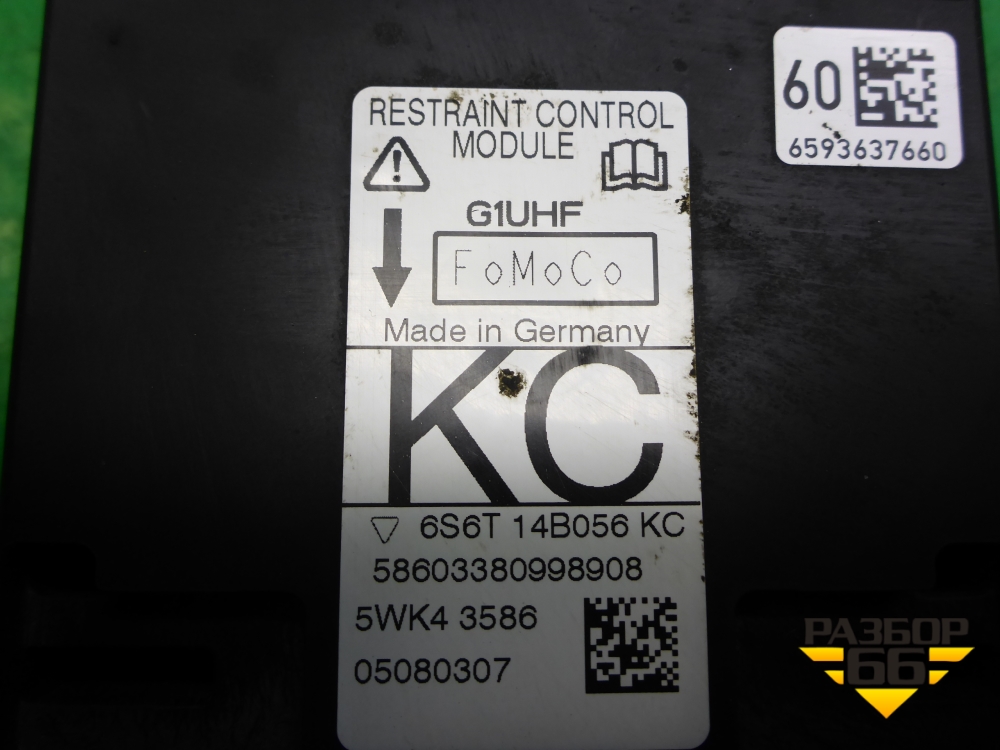 60
6593637660
RESTRAINT CONTROL
MODULE
G1UHF
FoMoCo
Made in Germany
KC
6S6T 14B056 KC
58603380998908
5WK4 3586
05080307
РАЗБОР
66